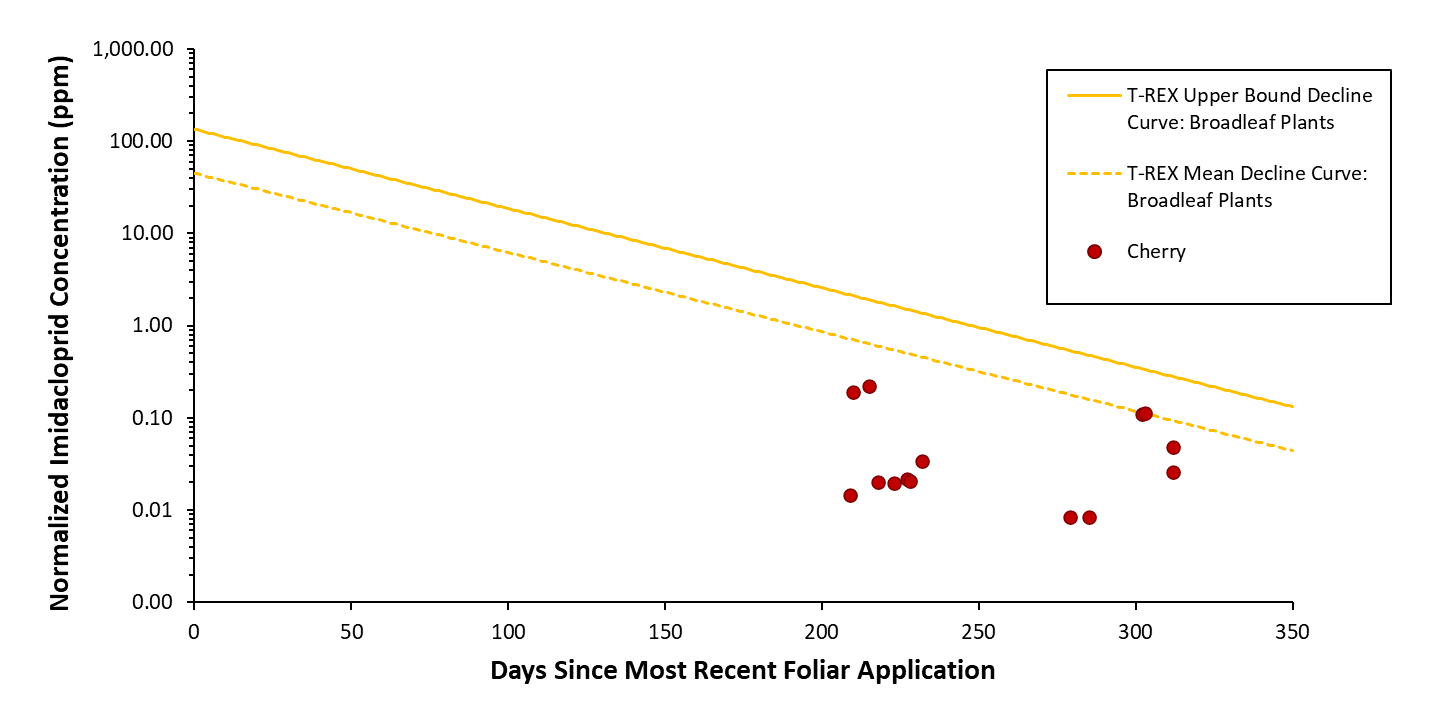 1,000.00
100.00
10.00
1.00
0.10
0.01
0.00
Normalized Imidacloprid Concentration (ppm)
0 50 100 150 200 250 300 350
Days Since Most Recent Foliar Application
T-REX Upper Bound Decline
Curve: Broadleaf Plants
T-REX Mean Decline Curve:
Broadleaf Plants
Cherry